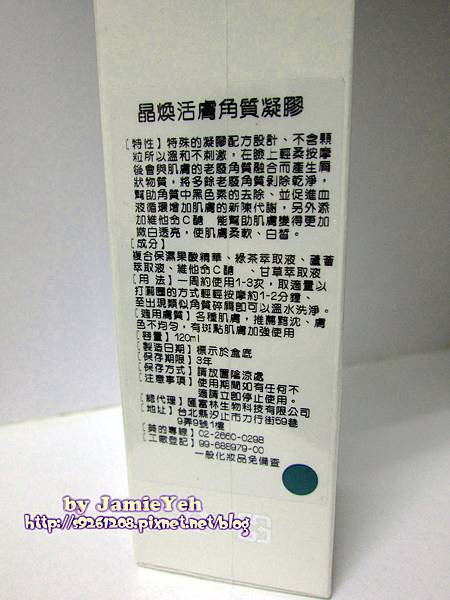 晶煥活膚角質凝膠
[特性]特殊的凝膠配方設計、不含顆
粒所以溫和不刺激，在臉上輕柔按摩
後會與肌膚的老廢角質融合而產生屑
狀物質，將多餘老廢角質剝除乾淨，
幫助角質中黑色素的去除、並促進血
液循環增加肌膚的新陳代謝，另外添
加維他命C醣 能幫助肌膚變得更加
嫩白透亮，使肌膚柔軟、白皙。
[成分]
複合保濕果酸精華、綠茶萃取液、蘆薈
萃取液、維他命C醣 、甘草萃取液
[用 法]一周約使用1-3次，取適量以
打圈的方式輕輕按摩約1-2分鐘、
至出現類似角質碎屑即可以溫水洗淨。
[適用膚質]各種肌膚，推薦黯沈、膚
色不均勻，有斑點肌膚加強使用
[容量]120ml
[製造日期]標示於盒底
[保存期限]3年
[保存方式]請放置陰涼處
[注意事項]使用期間如有任何不
適請立即停止使用。
[總代理]匯富林生物科技有限公司
[地址]台北縣汐止市力行街59巷
9弄9號1樓
[美的專線]02-2660-0298
[工廠登記]99-688979-00
一般化妝品免備查
by JamieYeh
http://s9261208.pixnet.net/blog